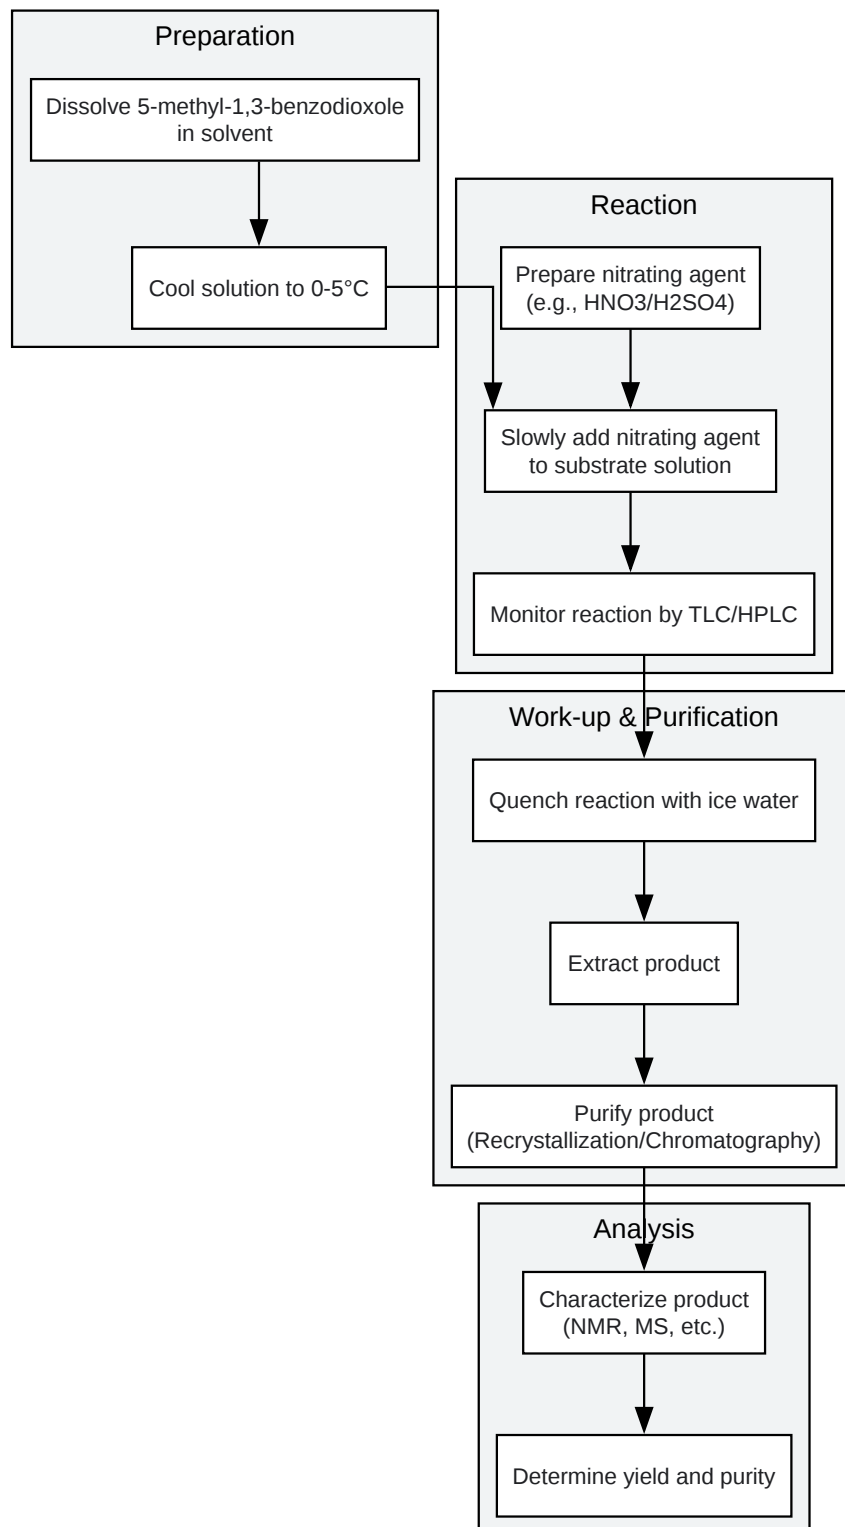 Preparation
Dissolve 5-methyl-1,3-benzodioxole
in solvent
Cool solution to 0-5°C
Reaction
Prepare nitrating agent
(e.g., HNO3/H2SO4)
Slowly add nitrating agent
to substrate solution
Monitor reaction by TLC/HPLC
Work-up & Purification
Quench reaction with ice water
Extract product
Purify product
(Recrystallization/Chromatography)
Analysis
Characterize product
(NMR, MS, etc.)
Determine yield and purity